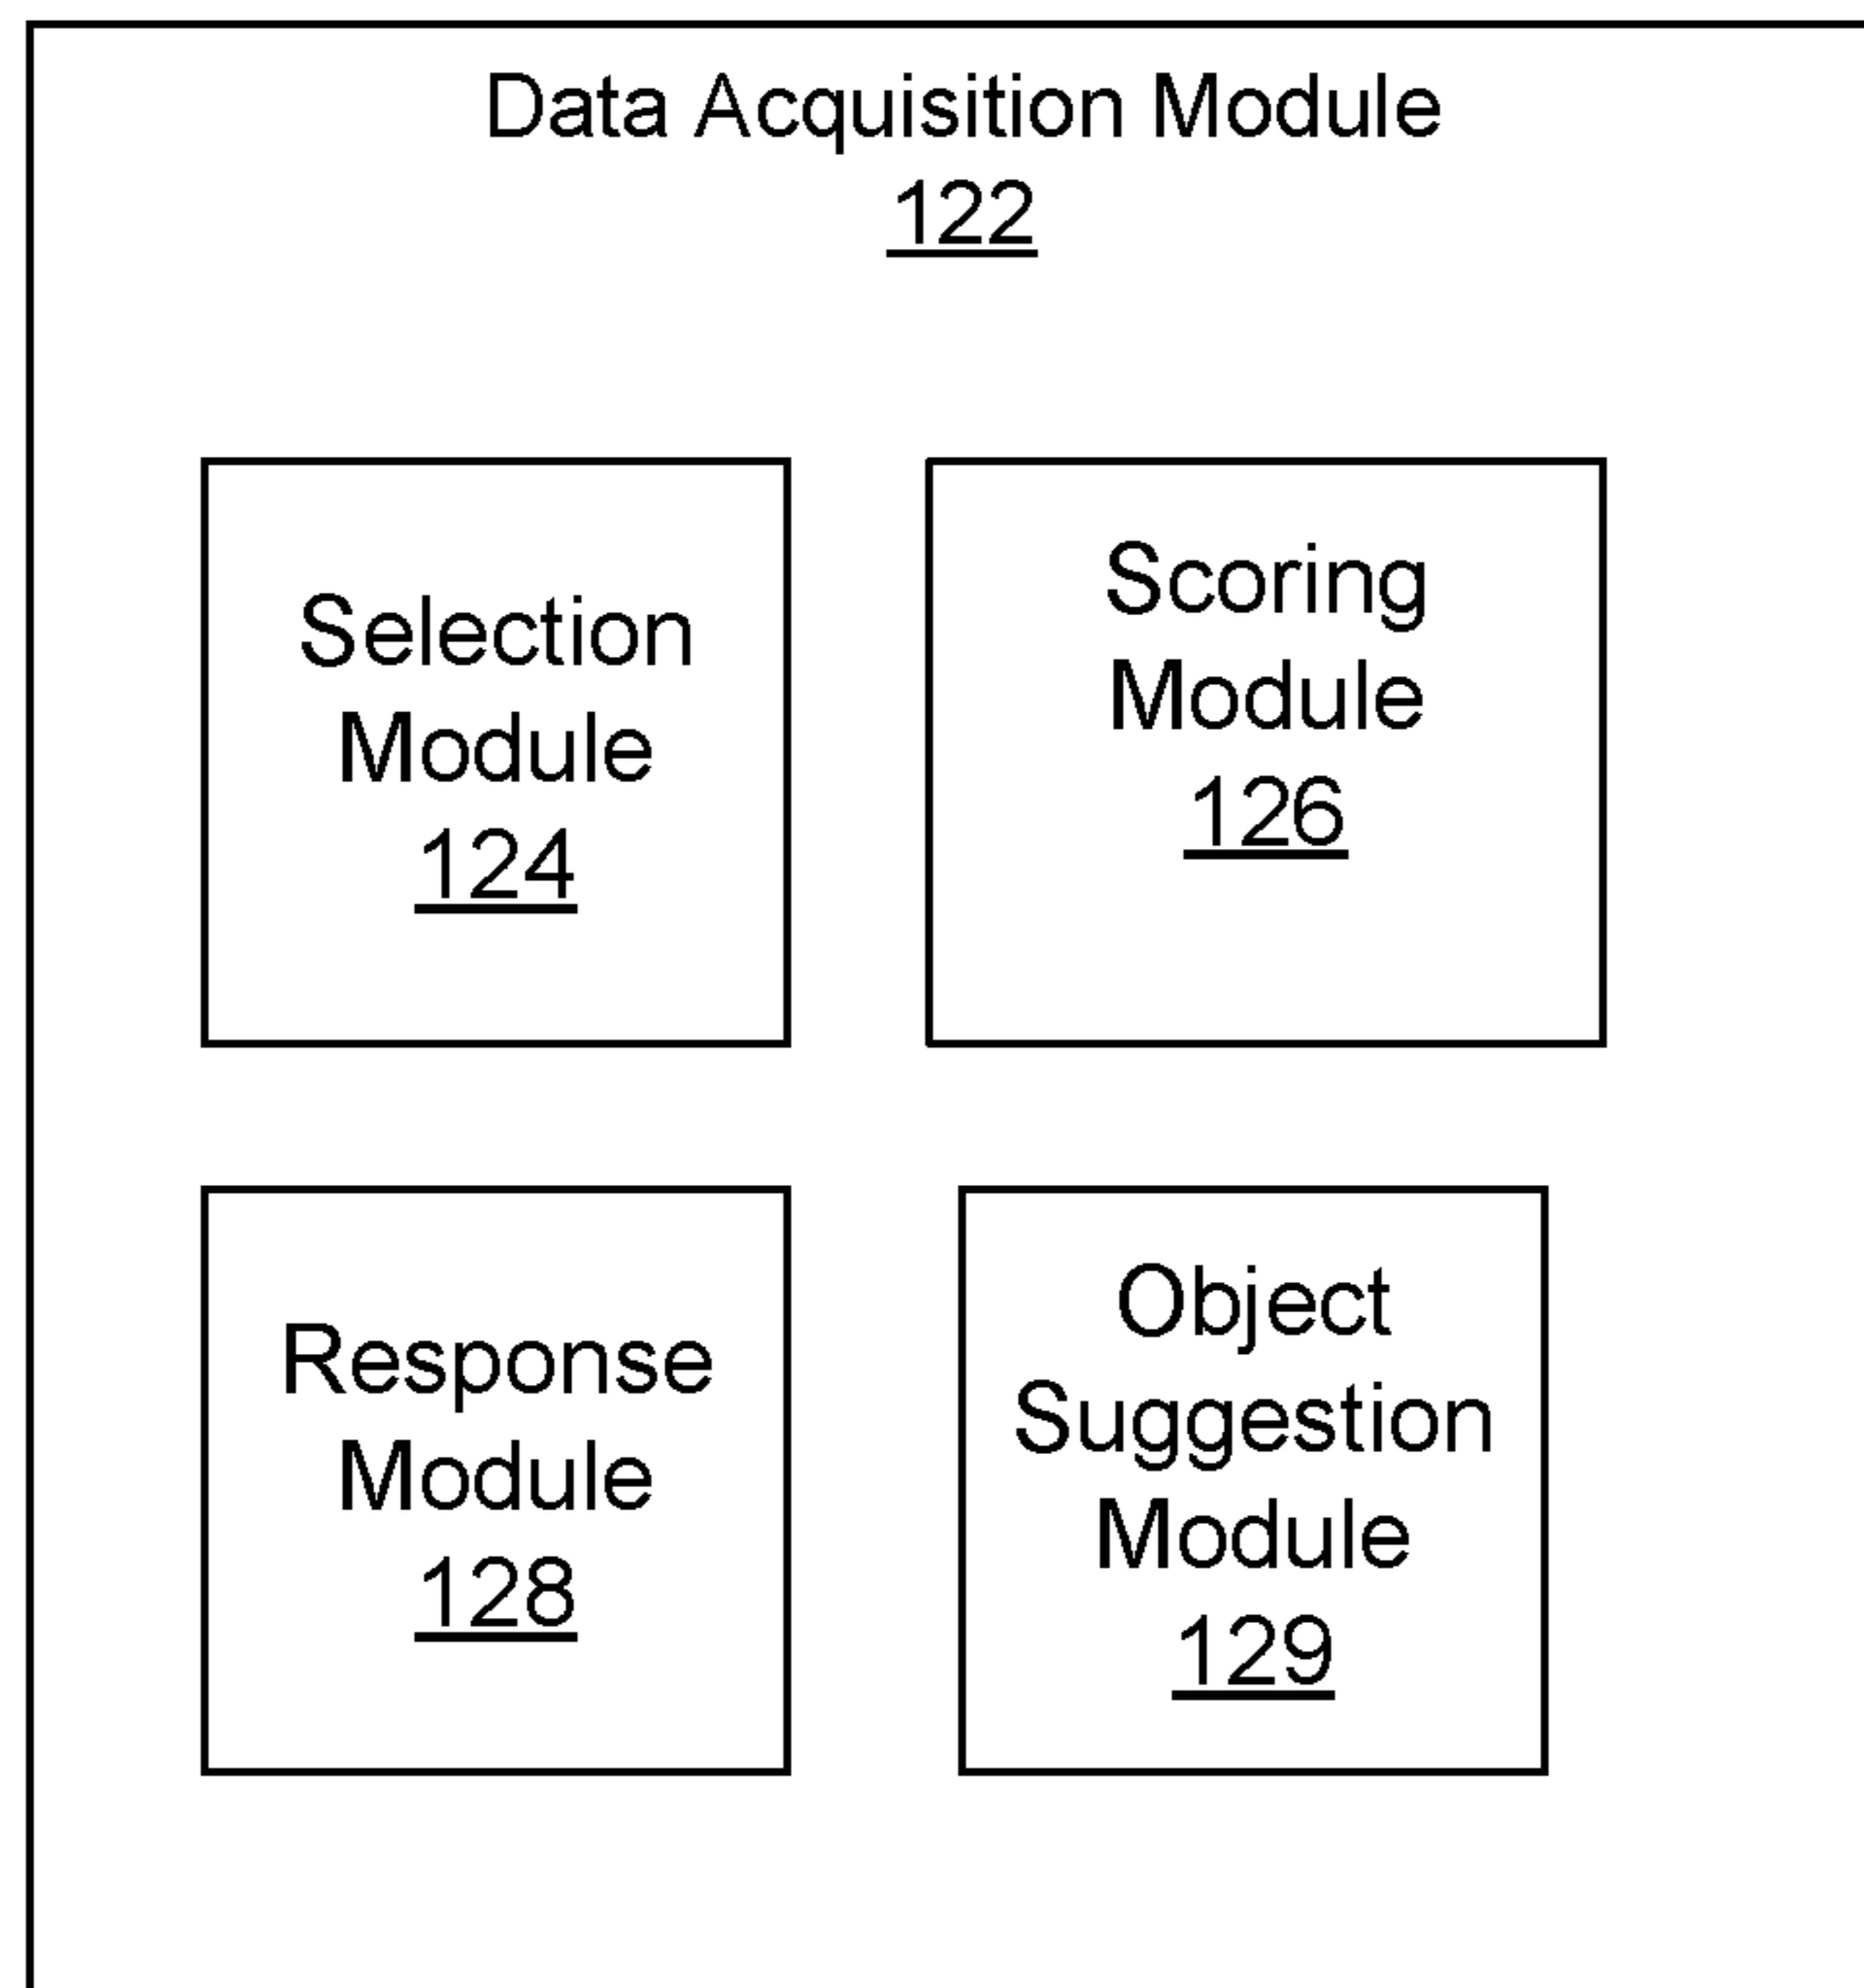 Data Acquisition Module
122
Selection
Module
124
Scoring
Module
126
Response
Module
128
Object
Suggestion
Module
129